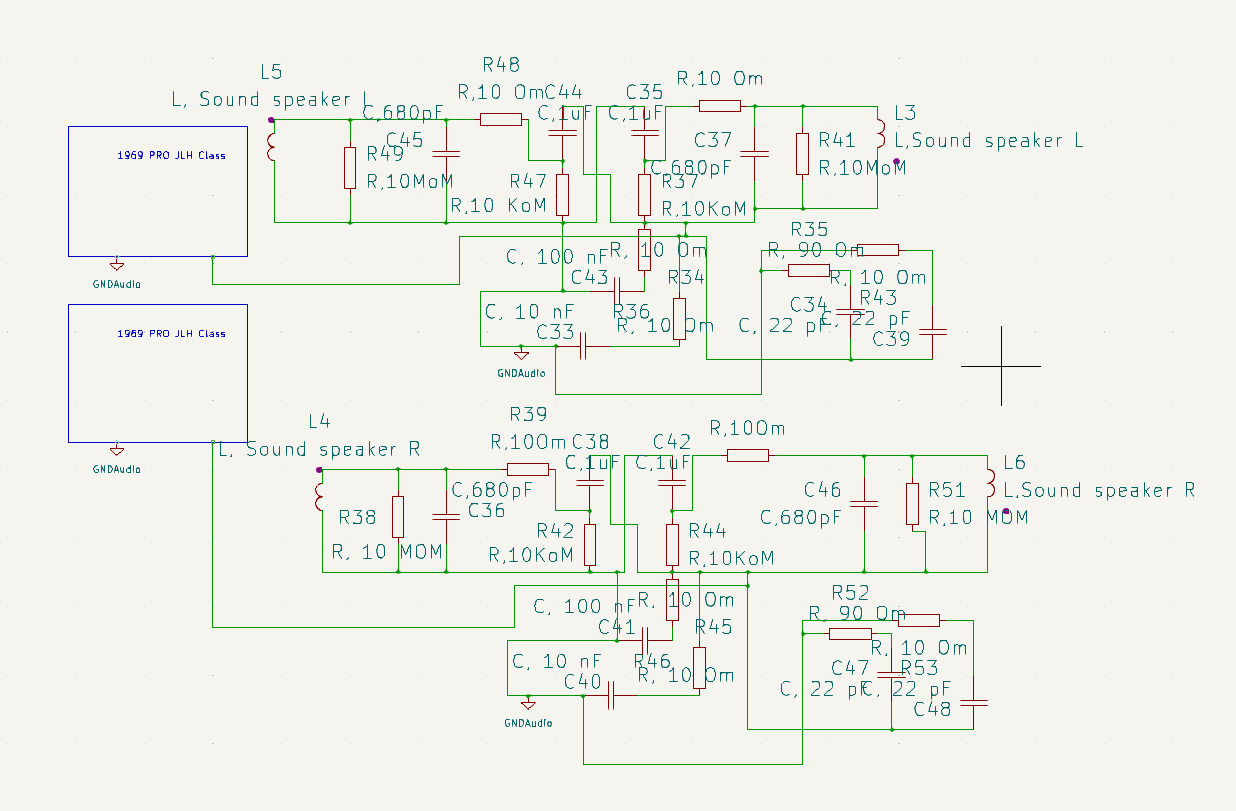 R48
L5
R,10 Om
L, Sound speaker L
R,10 Om
C44
C35
C,680pF
C,1uF
C,1uF
L3
C45
C37
R41
L,Sound speaker L
1969 PRO JLH Class
R49
C,680pF
R,10MoM
R,10MoM
R47
R37
R,10 KoM
R,10KoM
R35
C, 100 nF
R, 10 Om
R, 90 Om
C43
R34
R, 10 Om
GNDAudio
C34
R43
C, 10 nF
R36
C, 22 pF
C, 22 pF
R, 10 Om
C33
C39
1969 PRO JLH Class
GNDAudio
R39
L4
R,10Om
R,10Om
C38
C42
L, Sound speaker R
C,1uF
C,1uF
L6
GNDAudio
C,680pF
C46
R51
L,Sound speaker R
C36
R38
C,680pF
R,10 MOM
R42
R44
R, 10 MOM
R,10KoM
R,10KoM
R52
C, 100 nF
R, 10 Om
R, 90 Om
C41
R45
R, 10 Om
C, 10 nF
R46
C47
R53
R, 10 Om
C40
C, 22 pF
C, 22 pF
C48
GNDAudio